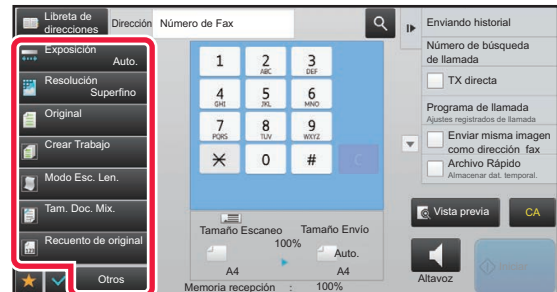 Libreta de
direcciones
Dirección
Número de Fax
Exposición
Auto.
Resolución
Superfino
Original
Crear Trabajo
Modo Esc. Len.
Tam. Doc. Mix.
Recuento de original
Otros
1
2
ABC
3
DEF
4
GHI
5
JKL
6
MNO
7
PQRS
8
TUV
9
WXYZ
0
#
C
Tamaño Escaneo
Tamaño Envío
100%
Auto.
A4
A4
Memoria recepción : 100%
Enviando historial
Número de búsqueda
de llamada
TX directa
Programa de llamada
Ajustes registrados de llamada
Enviar misma imagen
como dirección fax
Archivo Rápido
Almacenar dat. temporal.
Vista previa
CA
Altavoz